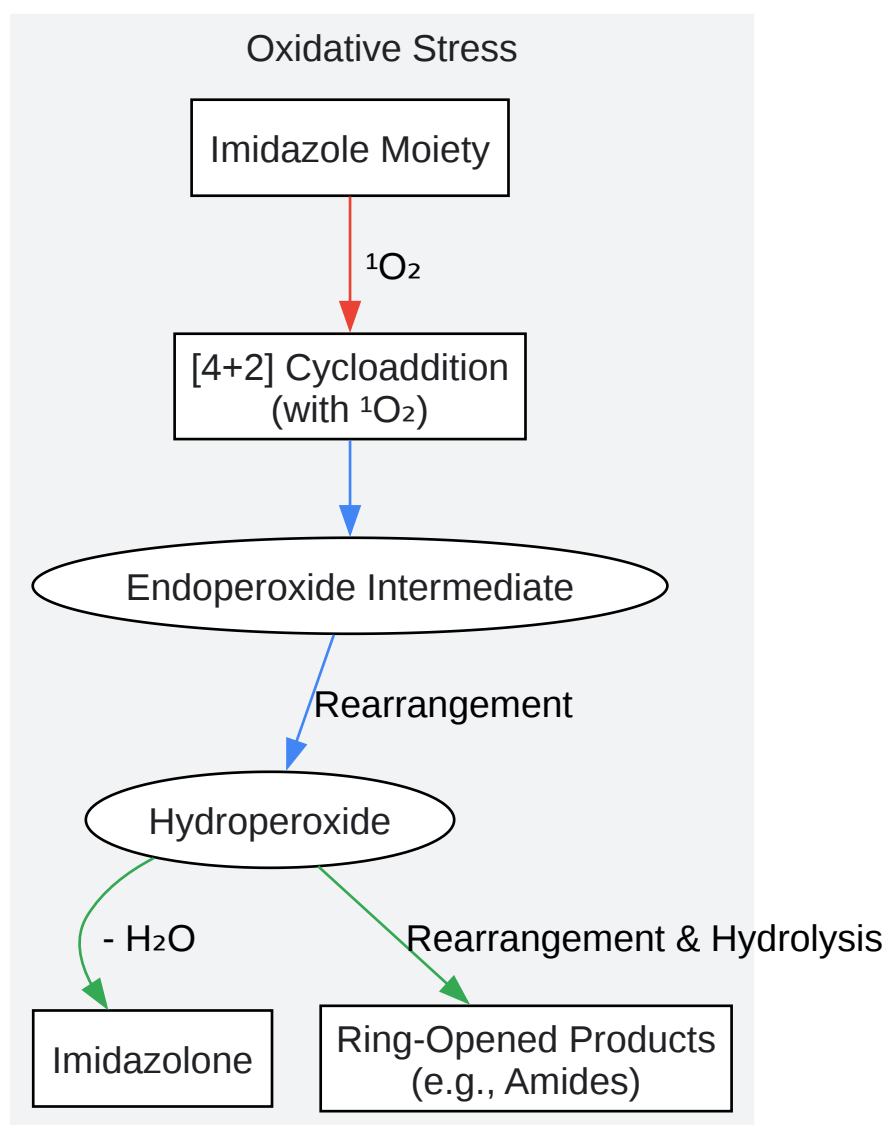 Oxidative Stress
Imidazole Moiety
¹O₂
[4+2] Cycloaddition
(with ¹O₂)
Endoperoxide Intermediate
Rearrangement
Hydroperoxide
- H₂O
Rearrangement & Hydrolysis
Imidazolone
Ring-Opened Products
(e.g., Amides)